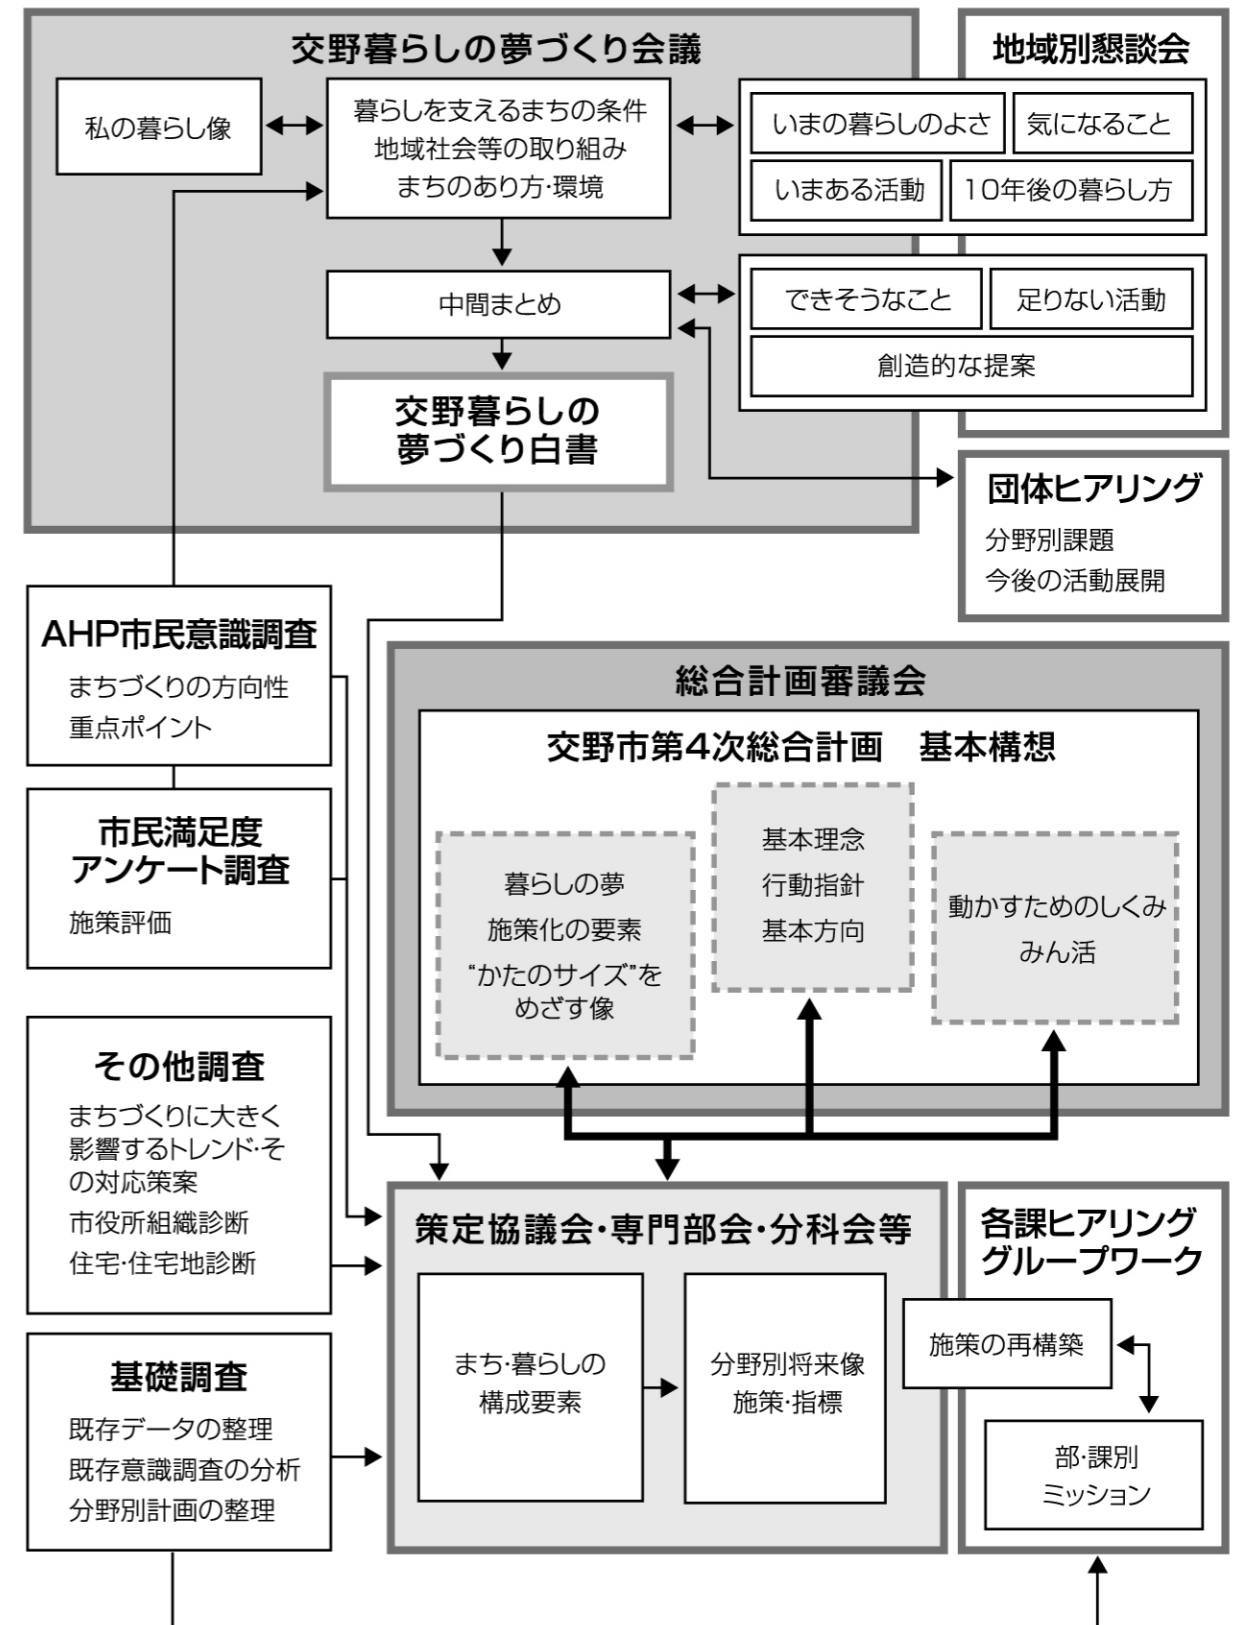 交野暮らしの夢づくり会議
私の暮らし像
暮らしを支えるまちの条件
地域社会等の取り組み
まちのあり方・環境
中間まとめ
交野暮らしの
夢づくり白書
地域別懇談会
いまの暮らしのよさ
気になること
いまある活動
10年後の暮らし方
できそうなこと
足りない活動
創造的な提案
団体ヒアリング
分野別課題
今後の活動展開
AHP市民意識調査
まちづくりの方向性
重点ポイント
市民満足度
アンケート調査
施策評価
その他調査
まちづくりに大きく
影響するトレンド・そ
の対応策案
市役所組織診断
住宅・住宅地診断
基礎調査
既存データの整理
既存意識調査の分析
分野別計画の整理
総合計画審議会
交野市第4次総合計画　基本構想
暮らしの夢
施策化の要素
“かたのサイズ”を
めざす像
基本理念
行動指針
基本方向
動かすためのしくみ
みん活
策定協議会・専門部会・分科会等
まち・暮らしの
構成要素
分野別将来像
施策・指標
各課ヒアリング
グループワーク
施策の再構築
部・課別
ミッション